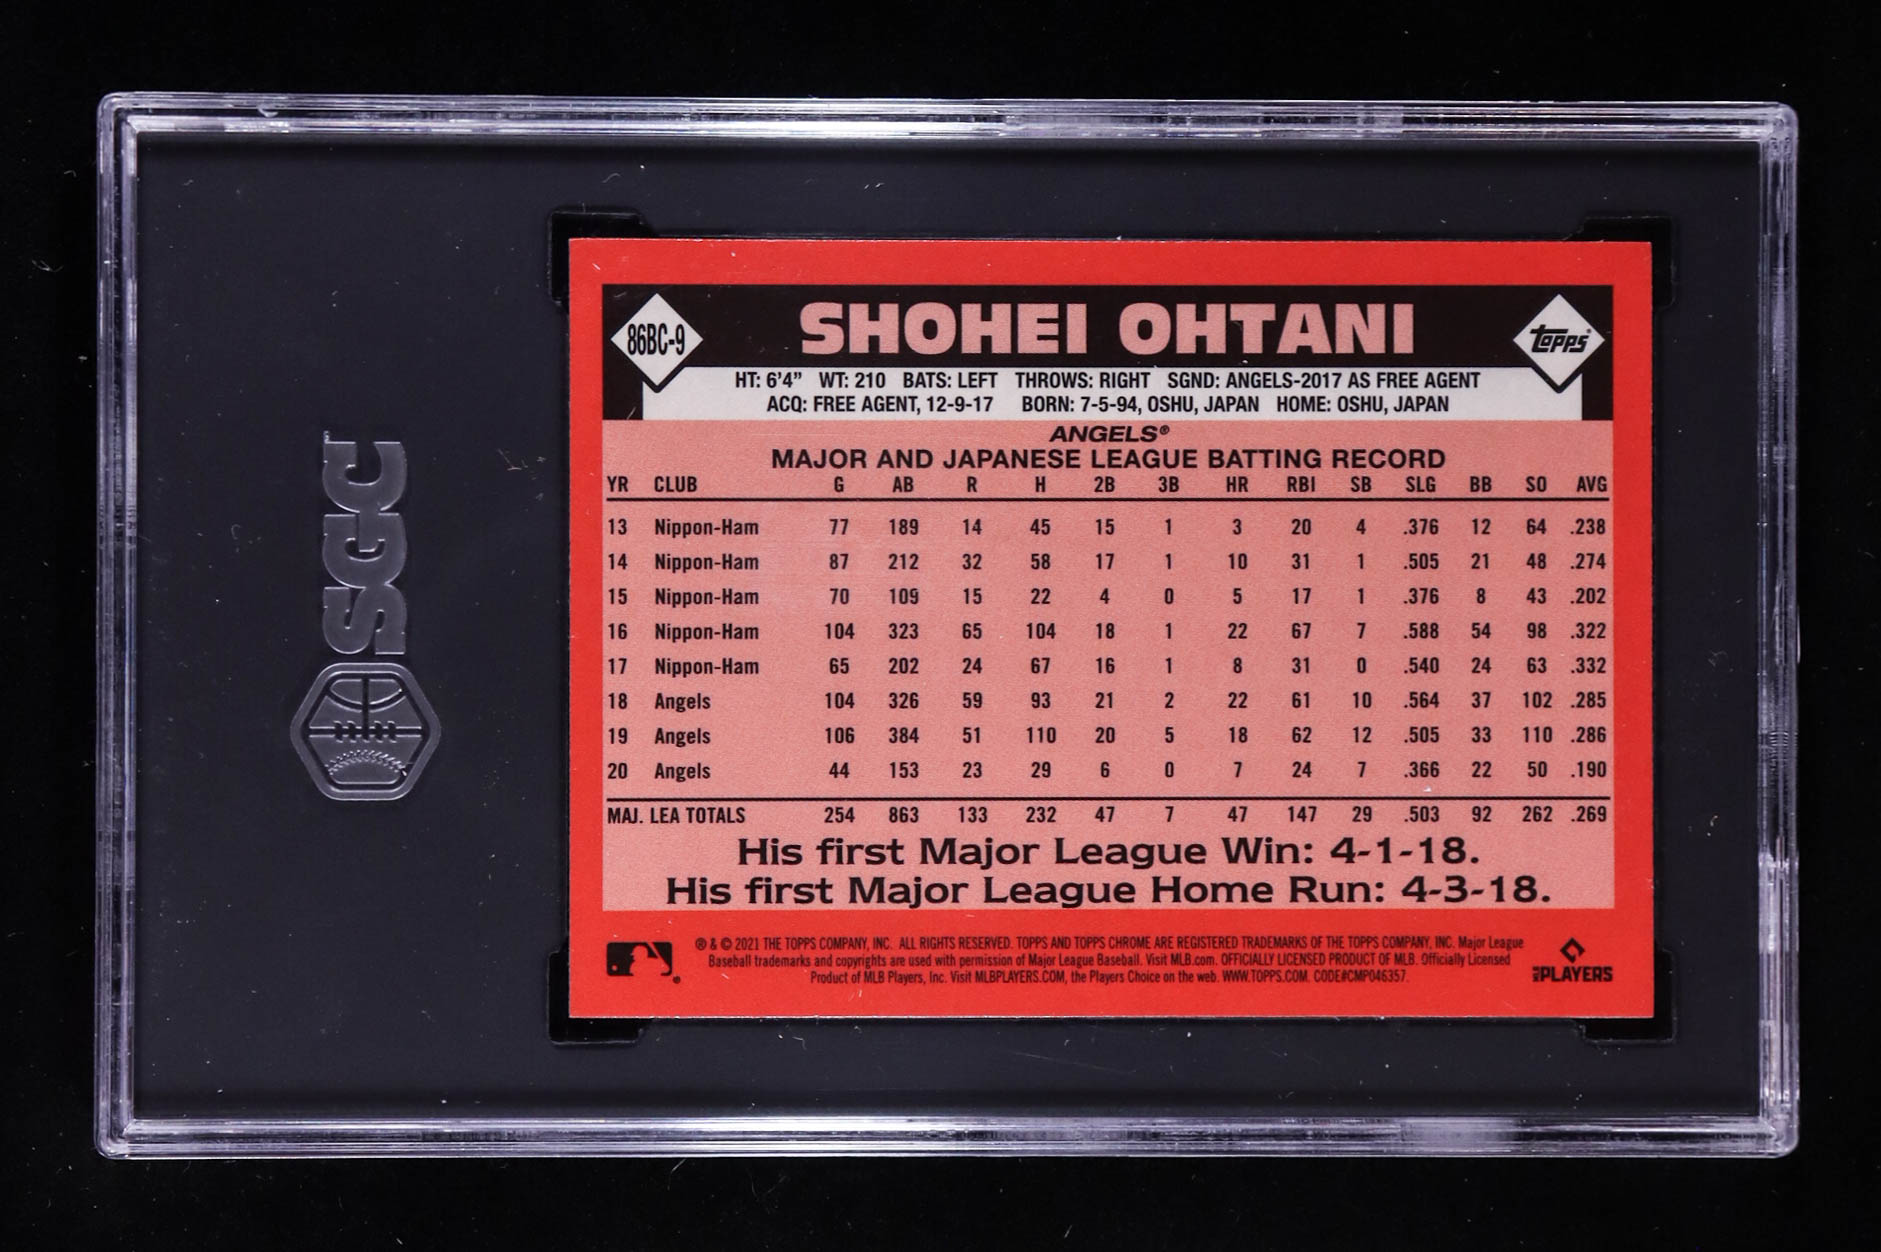 SGC
86BC-9 SHOHEI OHTANI Topps®
HT: 6'4" WT: 210 BATS: LEFT THROWS: RIGHT SGND: ANGELS-2017 AS FREE AGENT
ACQ: FREE AGENT, 12-9-17 BORN: 7-5-94, OSHU, JAPAN HOME: OSHU, JAPAN
ANGELS®
MAJOR AND JAPANESE LEAGUE BATTING RECORD
YR CLUB G AB R H 2B 3B HR RBI SB SLG BB SO AVG
13 Nippon-Ham 77 189 14 45 15 1 3 20 4 .376 12 64 .238
14 Nippon-Ham 87 212 32 58 17 1 10 31 1 .505 21 48 .274
15 Nippon-Ham 70 109 15 22 4 0 5 17 1 .376 8 43 .202
16 Nippon-Ham 104 323 65 104 18 1 22 67 7 .588 54 98 .322
17 Nippon-Ham 65 202 24 67 16 1 8 31 0 .540 24 63 .332
18 Angels 104 326 59 93 21 2 22 61 10 .564 37 102 .285
19 Angels 106 384 51 110 20 5 18 62 12 .505 33 110 .286
20 Angels 44 153 23 29 6 0 7 24 7 .366 22 50 .190
MAJ. LEA TOTALS 254 863 133 232 47 7 47 147 29 .503 92 262 .269
His first Major League Win: 4-1-18.
His first Major League Home Run: 4-3-18.
® & © 2021 THE TOPPS COMPANY, INC. ALL RIGHTS RESERVED. TOPPS AND TOPPS CHROME ARE REGISTERED TRADEMARKS OF THE TOPPS COMPANY, INC. Major League
Baseball trademarks and copyrights are used with permission of Major League Baseball. Visit MLB.com. OFFICIALLY LICENSED PRODUCT OF MLB. Officially Licensed
Product of MLB Players, Inc. Visit MLBPLAYERS.COM, the Players Choice on the web. WWW.TOPPS.COM. CODE#CMP046357.
PLAYERS